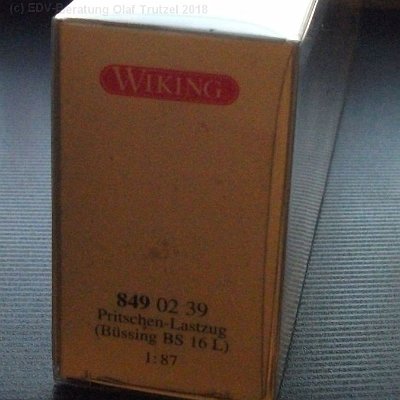 (c) EDV-Beratung Olaf Trutzel 2018
WIKING
849 02 39
Pritschen-Lastzug
(Büssing BS 16 L)
1:87